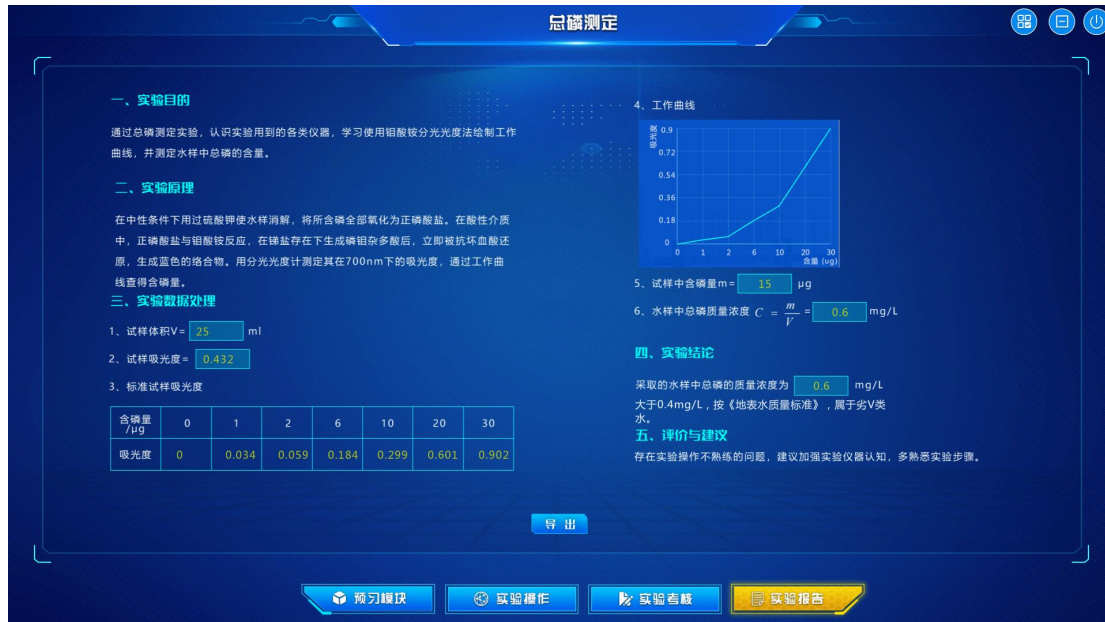 总磷测定
一、实验目的
通过总磷测定实验，认识实验用到的各类仪器，学习使用钼酸铵分光光度法绘制工作
曲线，并测定水样中总磷的含量。
二、实验原理
在中性条件下用过硫酸钾使水样消解，将所含磷全部氧化为正磷酸盐。在酸性介质
中，正磷酸盐与钼酸铵反应，在锑盐存在下生成磷钼杂多酸后，立即被抗坏血酸还
原，生成蓝色的络合物。用分光光度计测定其在700nm下的吸光度，通过工作曲
线查得含磷量。
三、实验数据处理
1、试样体积V= 25 ml
2、试样吸光度= 0.432
3、标准试样吸光度
含磷量/μg 0 1 2 6 10 20 30
吸光度 0 0.034 0.059 0.184 0.299 0.601 0.902
4、工作曲线
吸光度
0.9
0.72
0.54
0.36
0.18
0
0 1 2 6 10 20 30
含量 (ug)
5、试样中含磷量m= 15 μg
6、水样中总磷质量浓度 C = m/V = 0.6 mg/L
四、实验结论
采取的水样中总磷的质量浓度为 0.6 mg/L
大于0.4mg/L，按《地表水质量标准》，属于劣V类
水。
五、评价与建议
存在实验操作不熟练的问题，建议加强实验仪器认知，多熟悉实验步骤。
导出
预习模块 实验操作 实验考核 实验报告